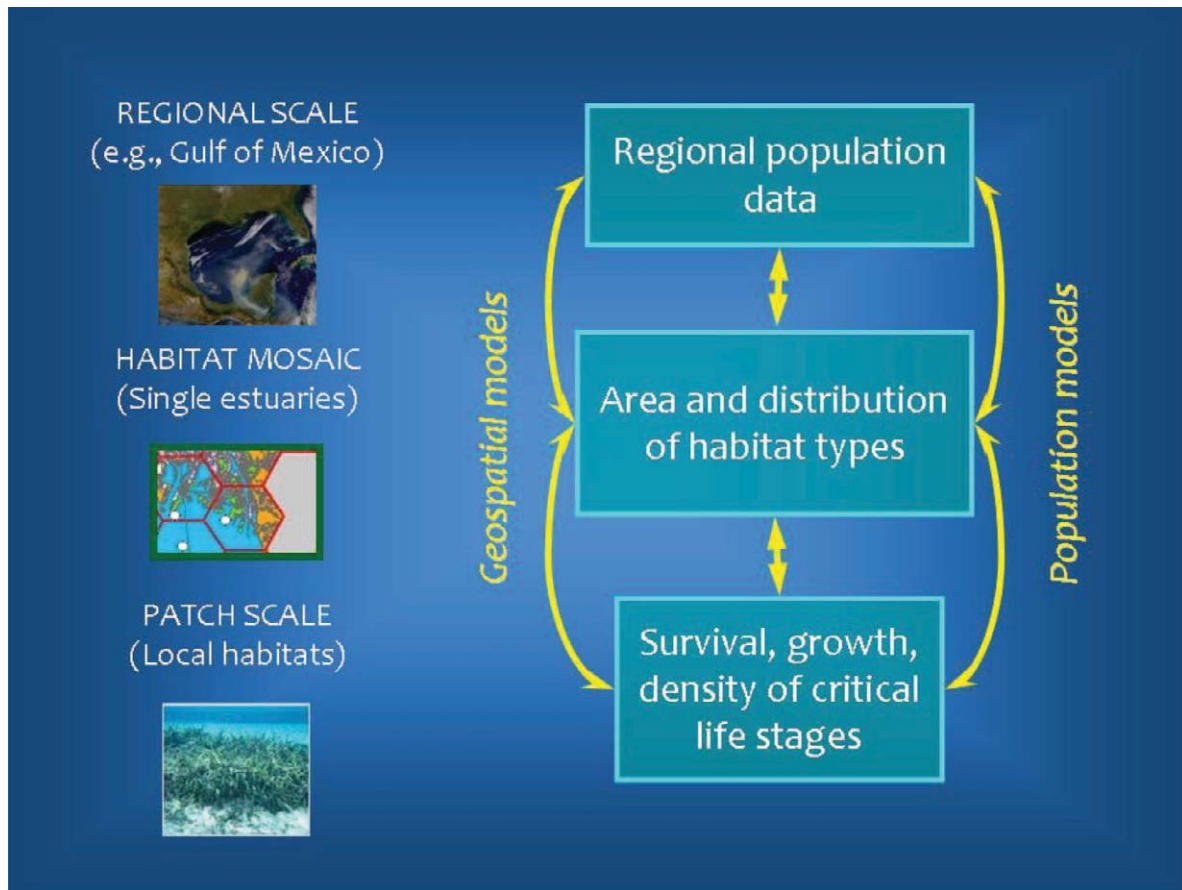 REGIONAL SCALE
(e.g., Gulf of Mexico)
HABITAT MOSAIC
(Single estuaries)
PATCH SCALE
(Local habitats)
Geospatial models
Regional population
data
Area and distribution
of habitat types
Survival, growth,
density of critical
life stages
Population models